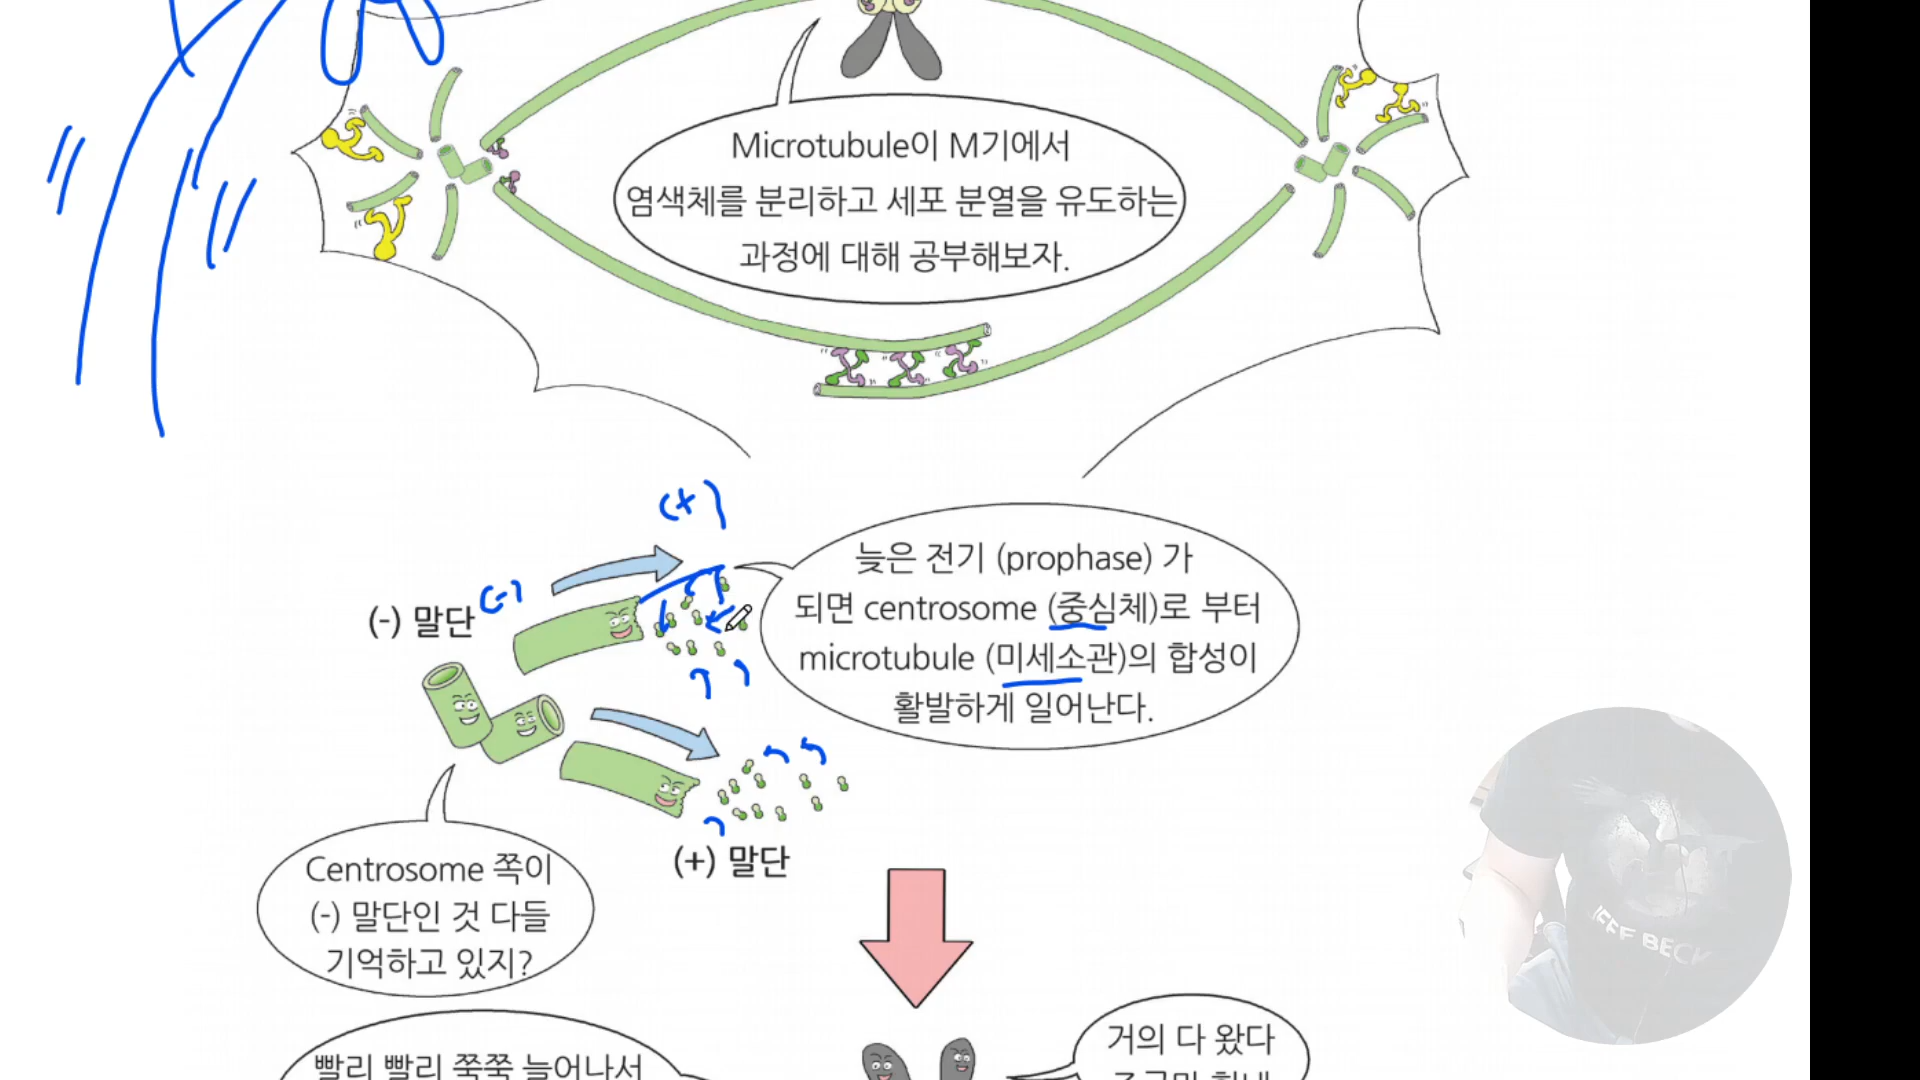 Microtubule이 M기에서
염색체를 분리하고 세포 분열을 유도하는
과정에 대해 공부해보자.
(+)
(-) 말단
(-)
늦은 전기 (prophase) 가
되면 centrosome (중심체)로 부터
microtubule (미세소관)의 합성이
활발하게 일어난다.
(+) 말단
Centrosome 쪽이
(-) 말단인 것 다들
기억하고 있지?
JEFF BECK
거의 다 왔다
빨리 빨리 쭉쭉 늘어나서